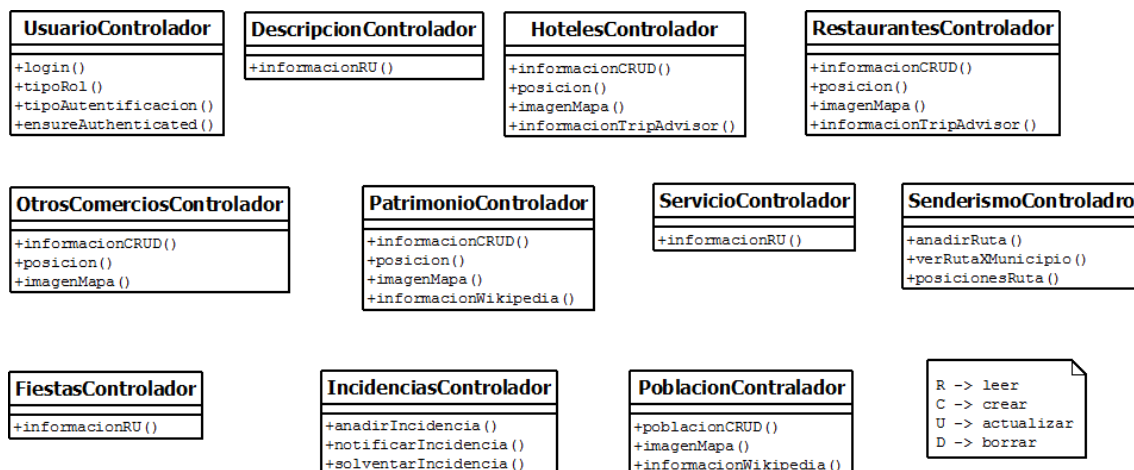 UsuarioControlador
+login()
+tipoRol()
+tipoAutentificacion()
+ensureAuthenticated()
DescripcionControlador
+informacionRU()
HotelesControlador
+informacionCRUD()
+posicion()
+imagenMapa()
+informacionTripAdvisor()
RestaurantesControlador
+informacionCRUD()
+posicion()
+imagenMapa()
+informacionTripAdvisor()
OtrosComerciosControlador
+informacionCRUD()
+posicion()
+imagenMapa()
PatrimonioControlador
+informacionCRUD()
+posicion()
+imagenMapa()
+informacionWikipedia()
ServicioControlador
+informacionRU()
SenderismoControladro
+anadirRuta()
+verRutaXMunicipio()
+posicionesRuta()
FiestasControlador
+informacionRU()
IncidenciasControlador
+anadirIncidencia()
+notificarIncidencia()
+solventarIncidencia()
PoblacionContralador
+poblacionCRUD()
+imagenMapa()
+informacionWikipedia()
R -> leer
C -> crear
U -> actualizar
D -> borrar